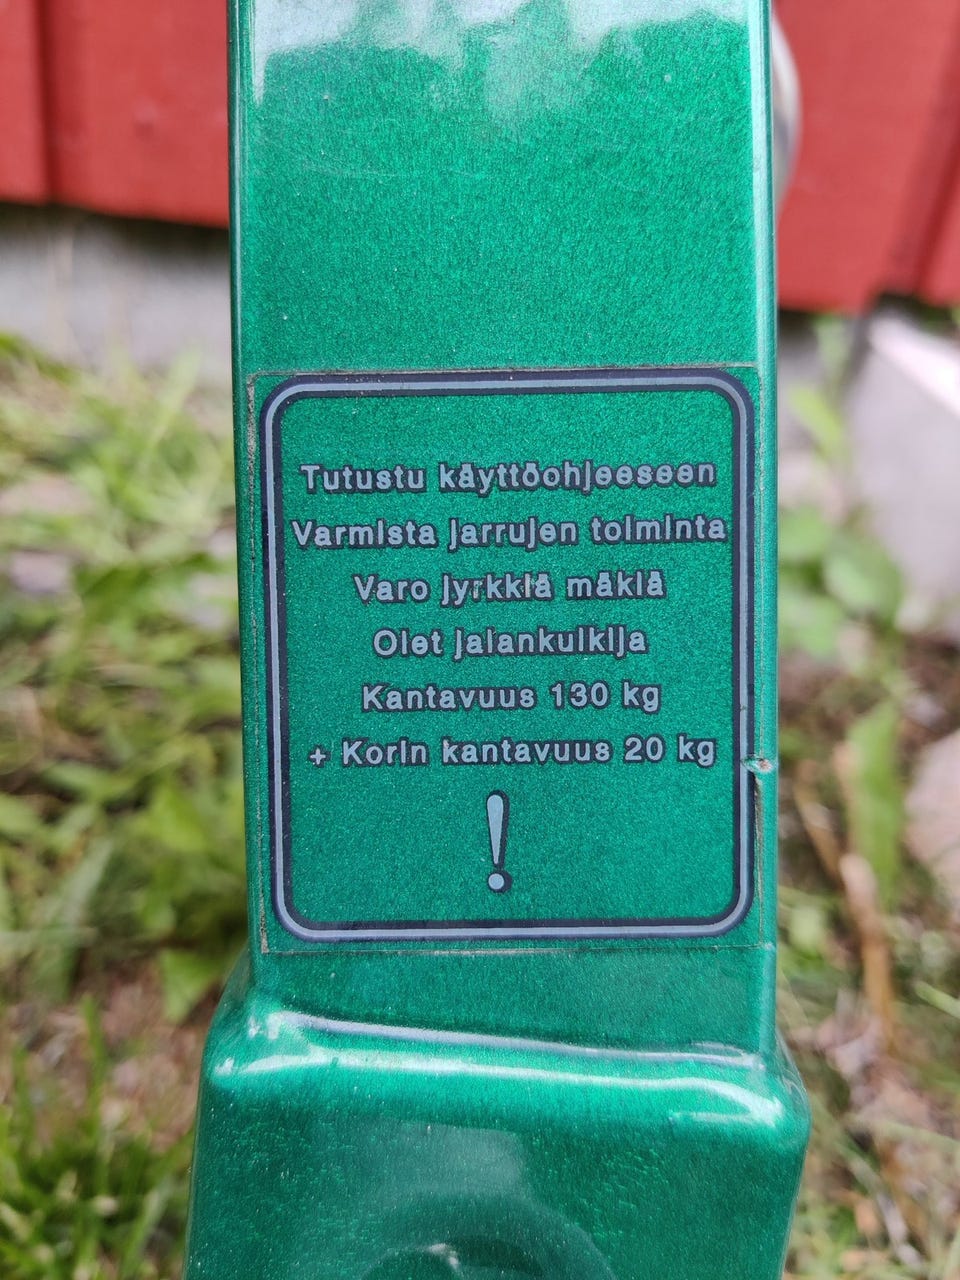 Tutustu käyttöohjeeseen
Varmista jarrujen toiminta
Varo jyrkkiä mäkiä
Olet jalankulkija
Kantavuus 130 kg
+ Korin kantavuus 20 kg
!